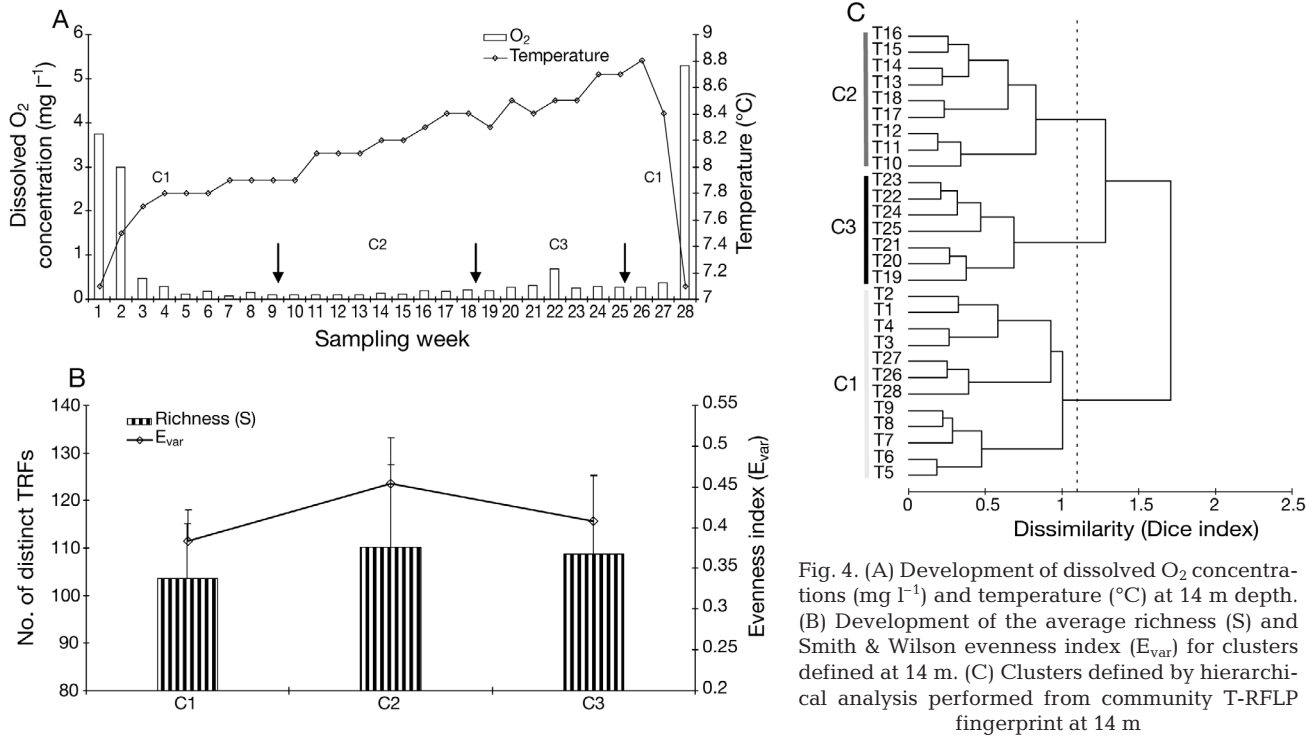 A
6
5
4
3
2
1
0
Dissolved O₂
concentration (mg l⁻¹)
O₂
Temperature
9
8.8
8.6
8.4
8.2
8
7.8
7.6
7.4
7.2
7
Temperature (°C)
C1
C2
C3
C1
1 2 3 4 5 6 7 8 9 10 11 12 13 14 15 16 17 18 19 20 21 22 23 24 25 26 27 28
Sampling week
B
140
130
120
110
100
90
80
No. of distinct TRFs
Richness (S)
Evar
0.55
0.5
0.45
0.4
0.35
0.3
0.25
0.2
Evenness index (Evar)
C1 C2 C3
C
C2
T16
T15
T14
T13
T18
T17
T12
T11
T10
C3
T23
T22
T24
T25
T21
T20
T19
C1
T2
T1
T4
T3
T27
T26
T28
T9
T8
T7
T6
T5
0 0.5 1 1.5 2 2.5
Dissimilarity (Dice index)
Fig. 4. (A) Development of dissolved O₂ concentra-
tions (mg l⁻¹) and temperature (°C) at 14 m depth.
(B) Development of the average richness (S) and
Smith & Wilson evenness index (Evar) for clusters
defined at 14 m. (C) Clusters defined by hierarchi-
cal analysis performed from community T-RFLP
fingerprint at 14 m